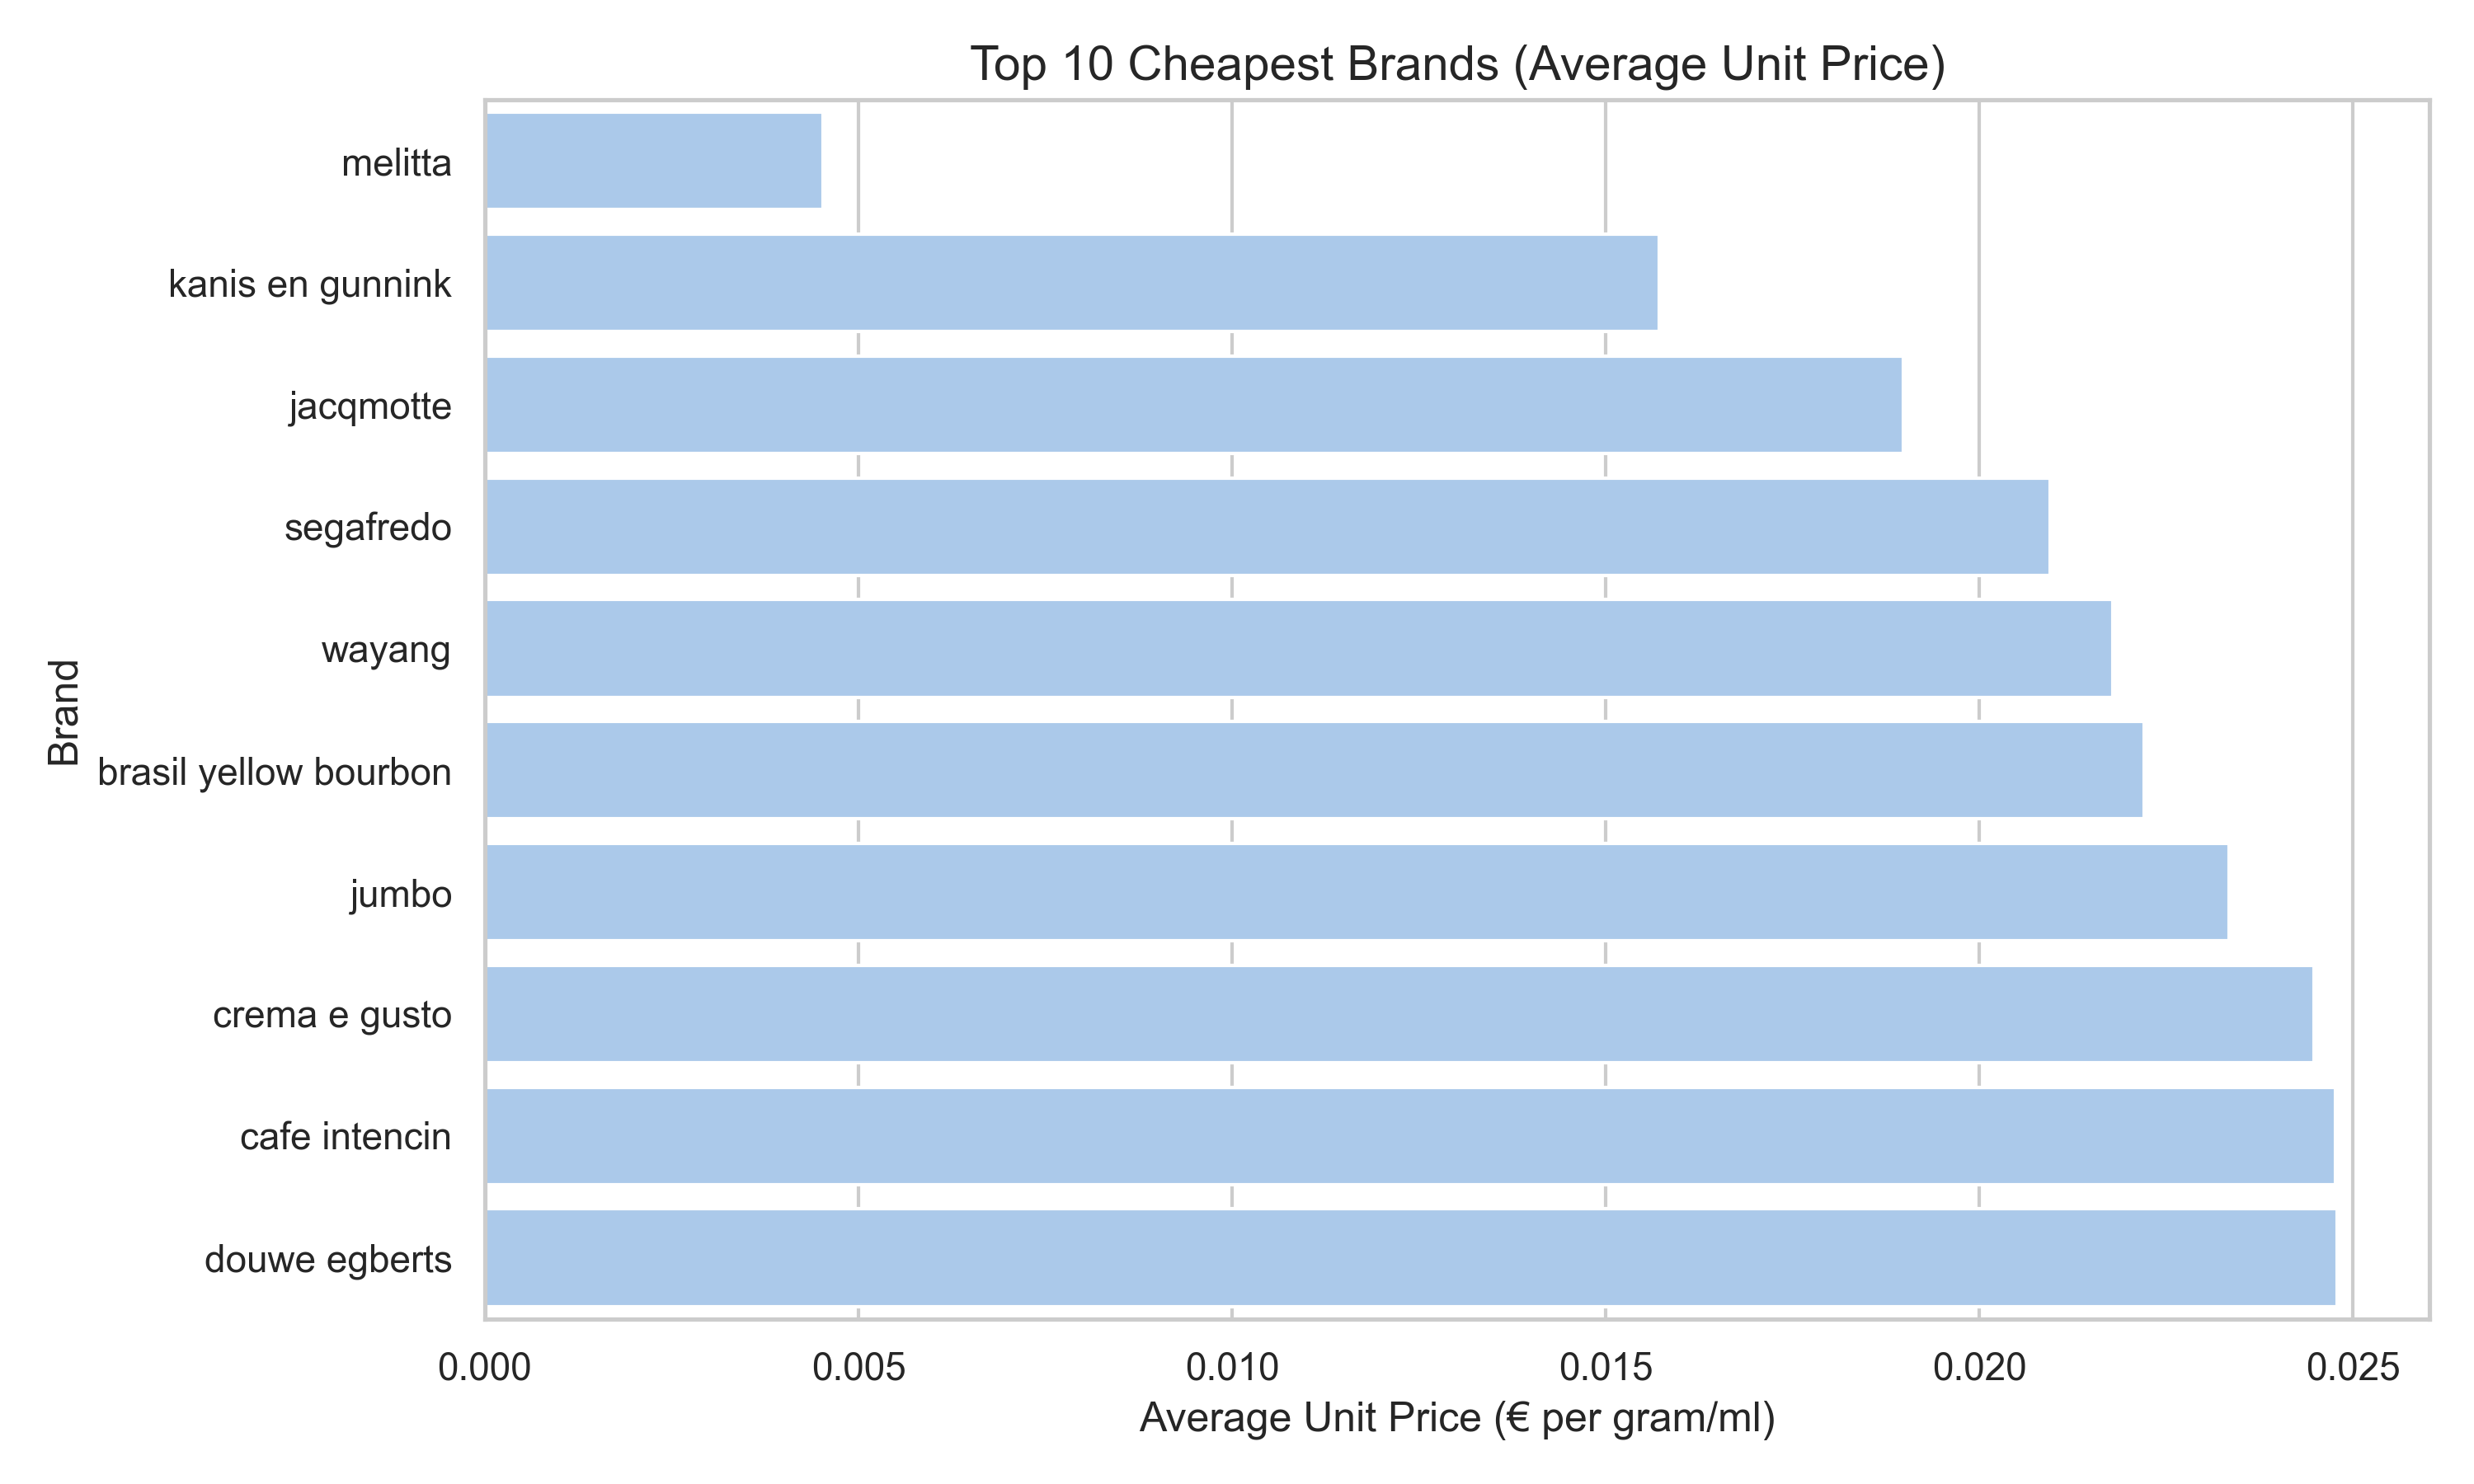 Top 10 Cheapest Brands (Average Unit Price)
Brand
melitta
kanis en gunnink
jacqmotte
segafredo
wayang
brasil yellow bourbon
jumbo
crema e gusto
cafe intencin
douwe egberts
0.000 0.005 0.010 0.015 0.020 0.025
Average Unit Price (€ per gram/ml)